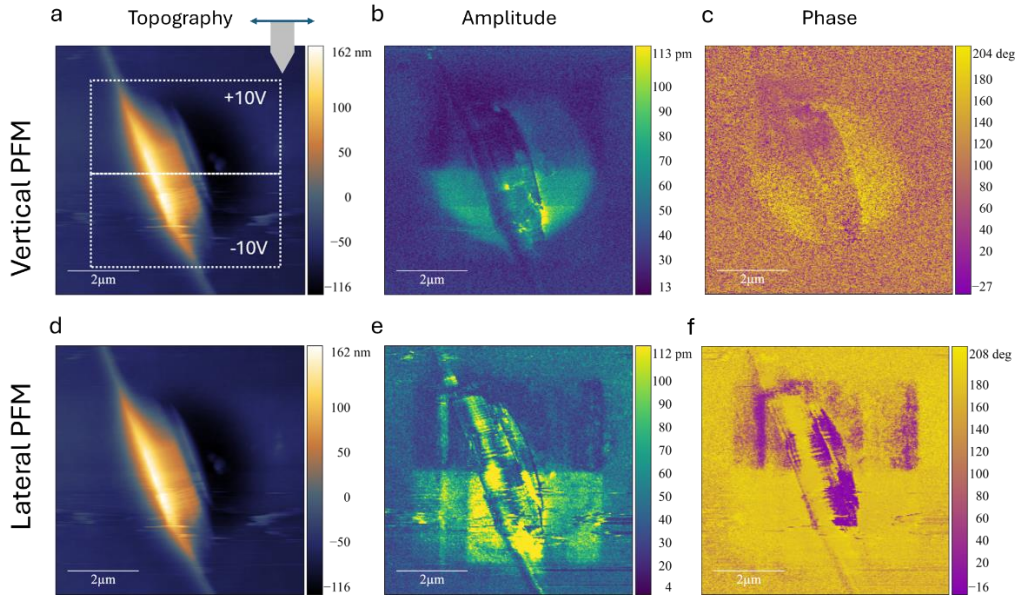 Topography
Amplitude
Phase
a
b
c
Vertical PFM
+10V
-10V
2µm
162 nm
100
50
0
−50
−116
2µm
113 pm
100
90
80
70
60
50
40
30
13
2µm
204 deg
180
160
140
120
100
80
60
40
20
−27
d
e
f
Lateral PFM
2µm
162 nm
100
50
0
−50
−116
2µm
112 pm
100
90
80
70
60
50
40
30
20
4
2µm
208 deg
180
160
140
120
100
80
60
40
20
−16